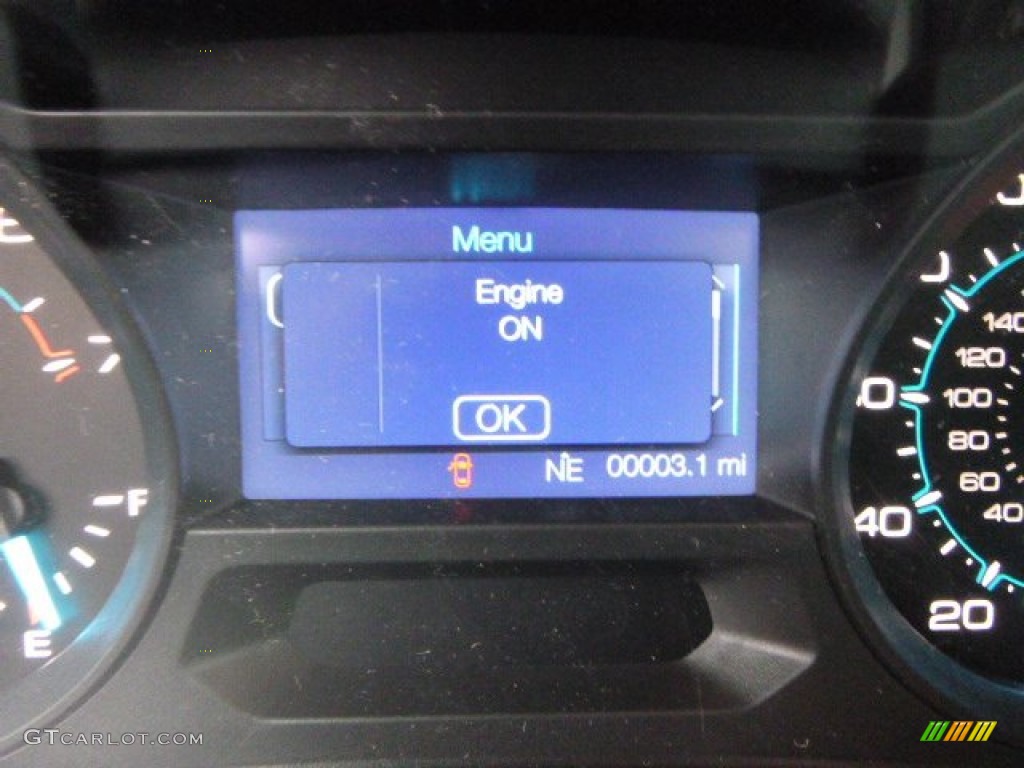 Menu
Engine
ON
OK
NE 00003.1 mi
F
E
140
120
100
80
60
40
40
20
GTCARLOT.COM